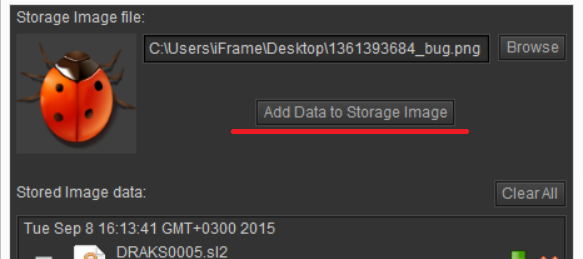 Storage Image file:
C:\Users\iFrame\Desktop\1361393684_bug.png
Browse
Add Data to Storage Image
Stored Image data:
Clear All
Tue Sep 8 16:13:41 GMT+0300 2015
DRAKS0005.sl2